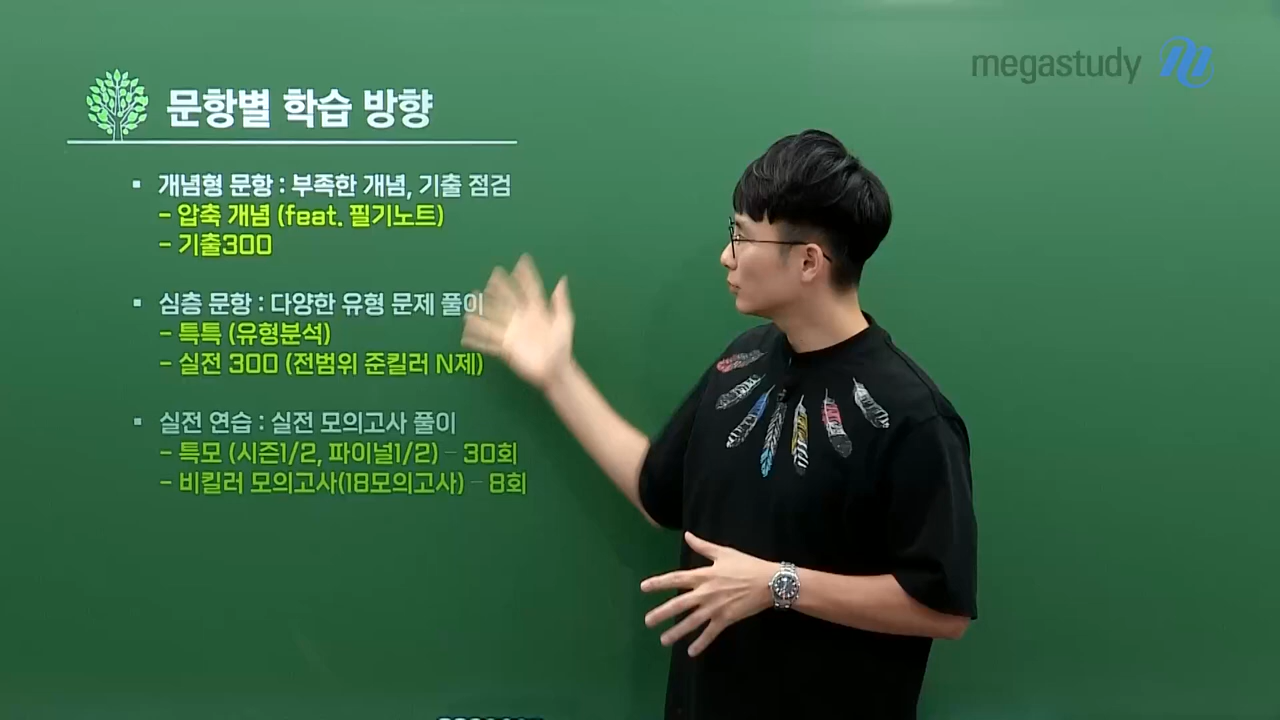 megastudy
문항별 학습 방향
▪ 개념형 문항 : 부족한 개념, 기출 점검
- 압축 개념 (feat. 필기노트)
- 기출300
▪ 심층 문항 : 다양한 유형 문제 풀이
- 특특 (유형분석)
- 실전 300 (전범위 준킬러 N제)
▪ 실전 연습 : 실전 모의고사 풀이
- 특모 (시즌1/2, 파이널1/2) - 30회
- 비킬러 모의고사(18모의고사) - 8회